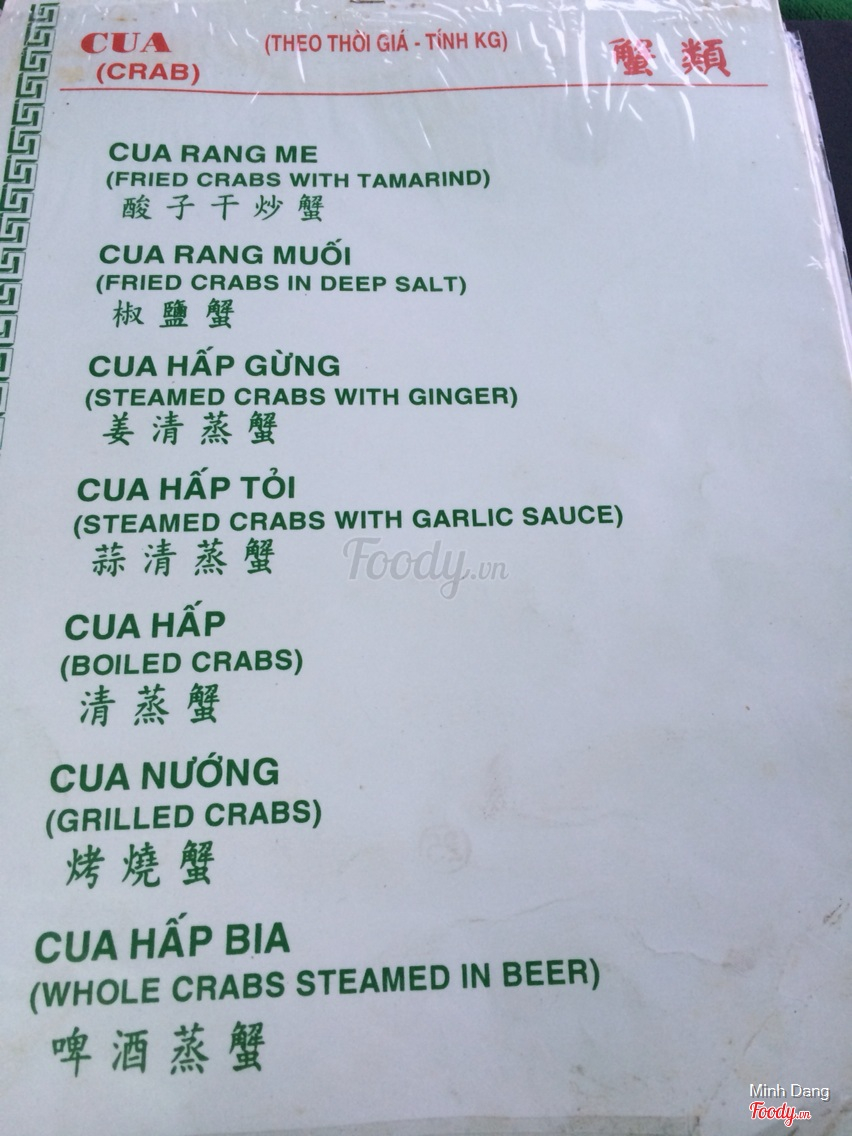 CUA (THEO THỜI GIÁ - TÍNH KG) 蟹 類
(CRAB)
CUA RANG ME
(FRIED CRABS WITH TAMARIND)
酸 子 干 炒 蟹
CUA RANG MUỐI
(FRIED CRABS IN DEEP SALT)
椒 鹽 蟹
CUA HẤP GỪNG
(STEAMED CRABS WITH GINGER)
姜 清 蒸 蟹
CUA HẤP TỎI
(STEAMED CRABS WITH GARLIC SAUCE)
蒜 清 蒸 蟹
Foody.vn
CUA HẤP
(BOILED CRABS)
清 蒸 蟹
CUA NƯỚNG
(GRILLED CRABS)
烤 燒 蟹
CUA HẤP BIA
(WHOLE CRABS STEAMED IN BEER)
啤 酒 蒸 蟹
Minh Dang
Foody.vn